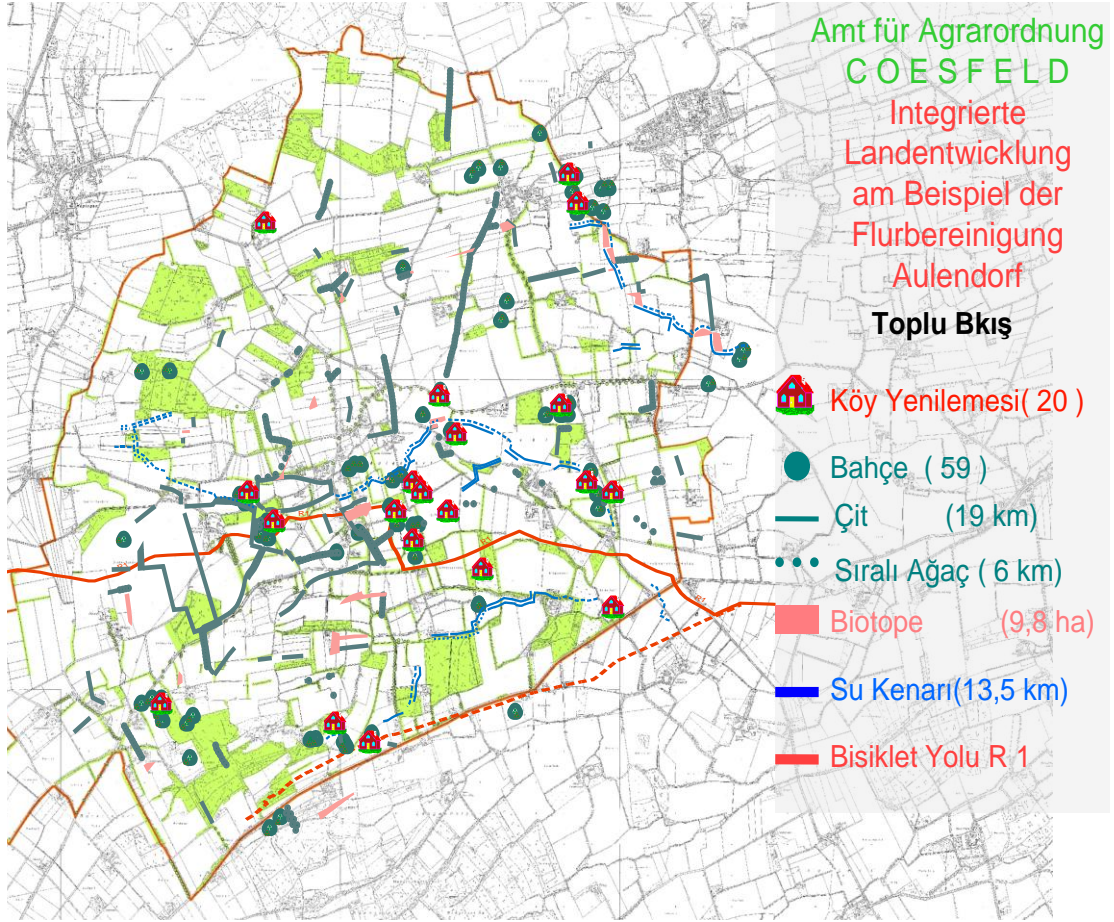 Amt für Agrarordnung
C O E S F E L D
Integrierte
Landentwicklung
am Beispiel der
Flurbereinigung
Aulendorf
Toplu Bkış
Köy Yenilemesi( 20 )
Bahçe ( 59 )
Çit (19 km)
Sıralı Ağaç ( 6 km)
Biotope (9,8 ha)
Su Kenarı(13,5 km)
Bisiklet Yolu R 1